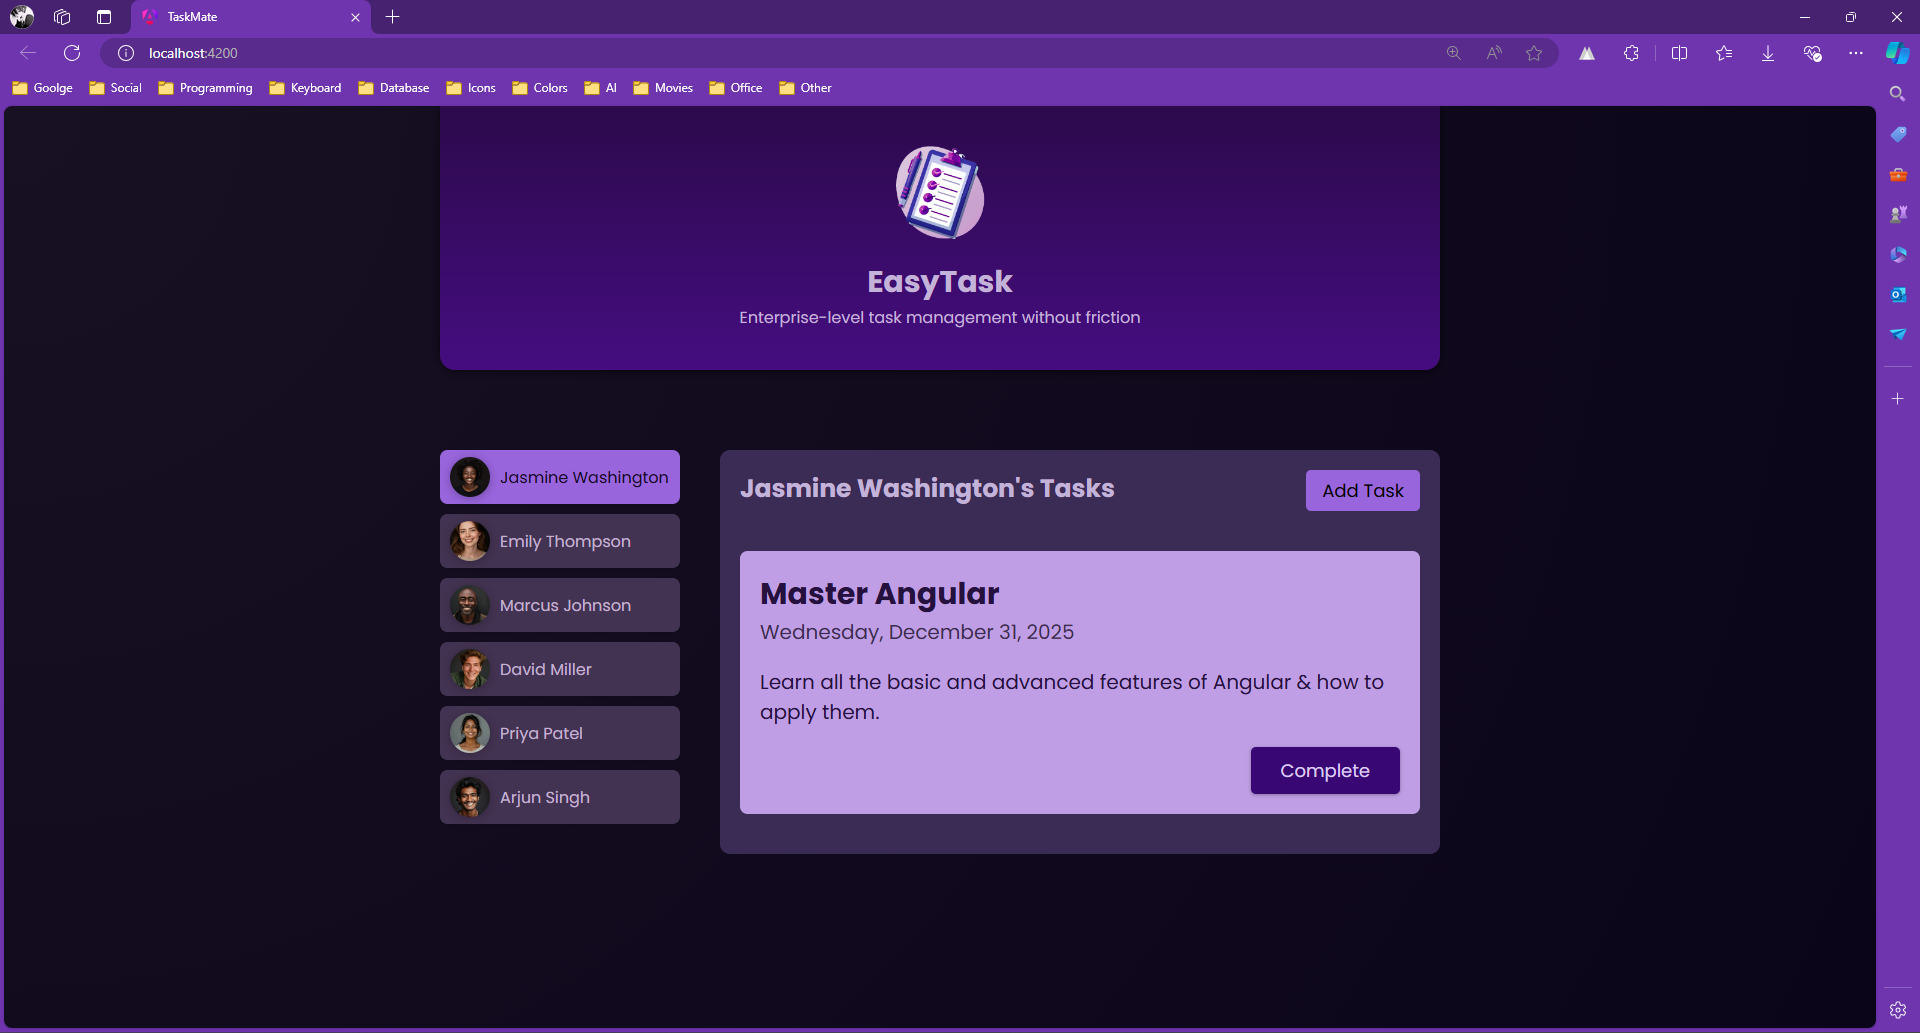 TaskMate
localhost:4200
Goolge Social Programming Keyboard Database Icons Colors AI Movies Office Other
EasyTask
Enterprise-level task management without friction
Jasmine Washington
Emily Thompson
Marcus Johnson
David Miller
Priya Patel
Arjun Singh
Jasmine Washington's Tasks
Add Task
Master Angular
Wednesday, December 31, 2025
Learn all the basic and advanced features of Angular & how to
apply them.
Complete